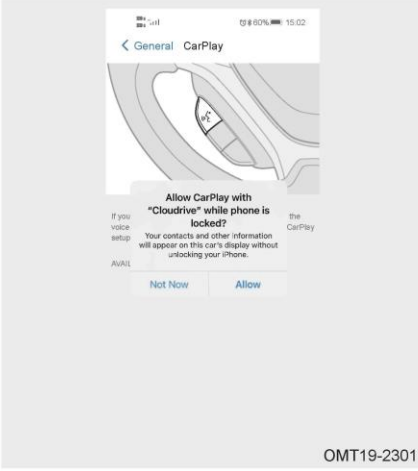 60% 15:02
General CarPlay
Allow CarPlay with
“Cloudrive” while phone is
locked?
If you the
Your contacts and other information
voice CarPlay
will appear on this car's display without
setup
unlocking your iPhone.
AVAIL
Not Now Allow
OMT19-2301